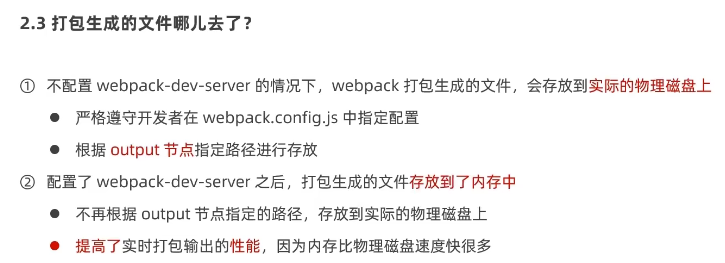 2.3 打包生成的文件哪儿去了？
① 不配置 webpack-dev-server 的情况下，webpack 打包生成的文件，会存放到实际的物理磁盘上
● 严格遵守开发者在 webpack.config.js 中指定配置
● 根据 output 节点指定路径进行存放
② 配置了 webpack-dev-server 之后，打包生成的文件存放到了内存中
● 不再根据 output 节点指定的路径，存放到实际的物理磁盘上
● 提高了实时打包输出的性能，因为内存比物理磁盘速度快很多